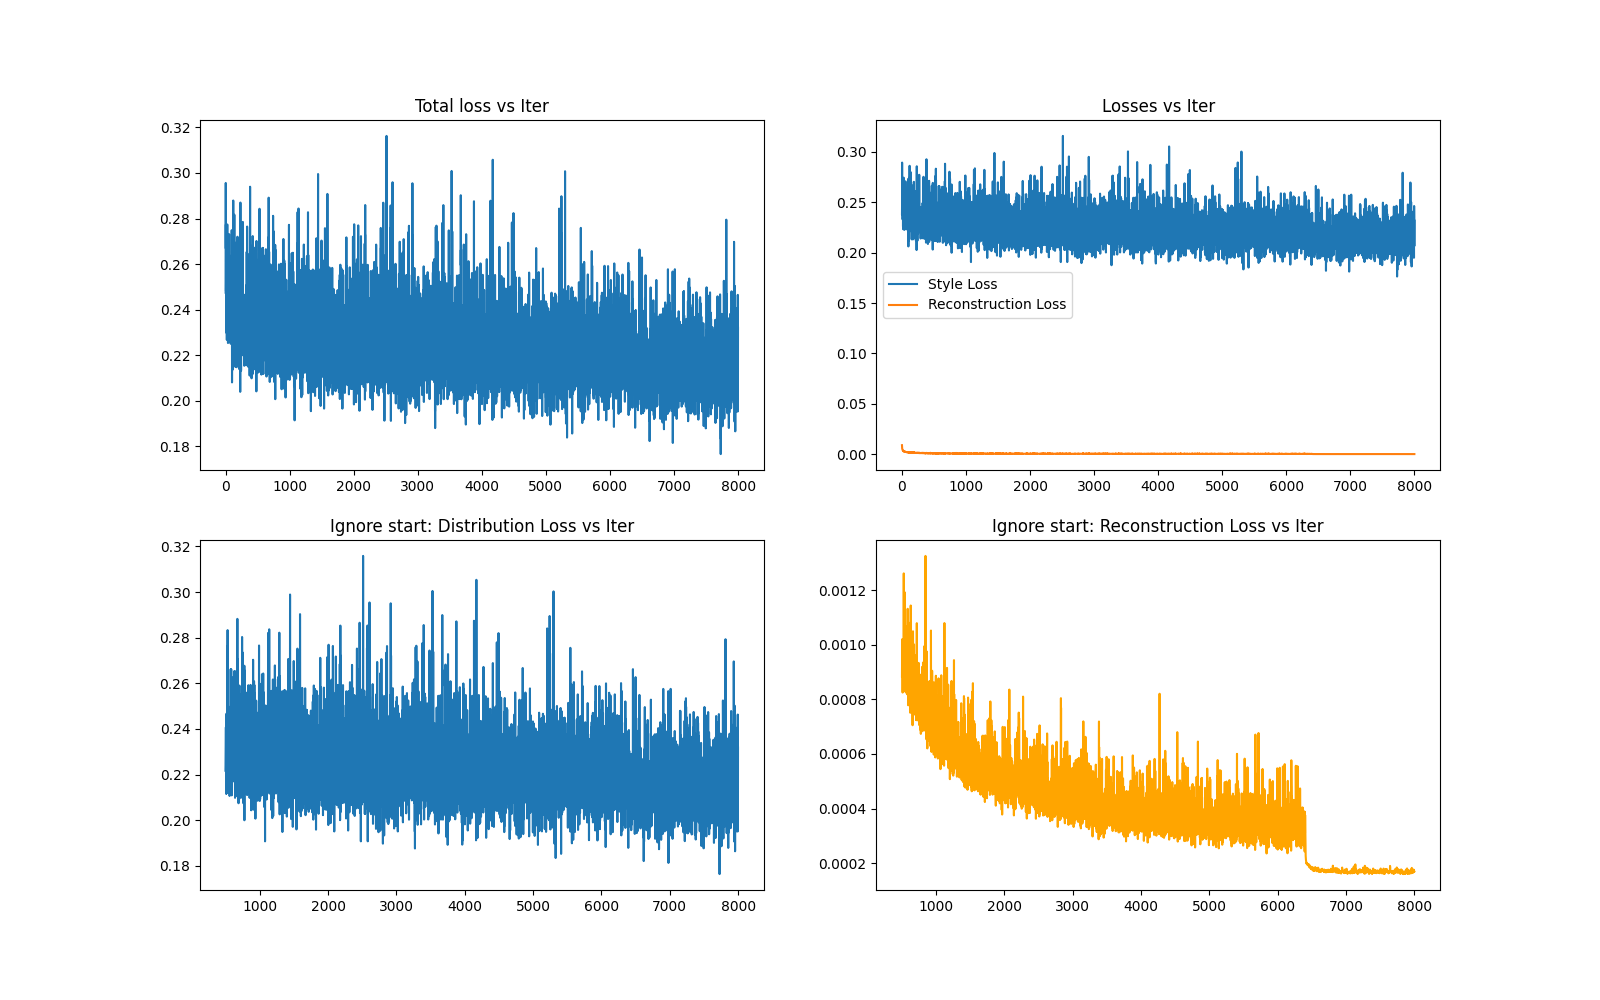 Total loss vs Iter
0.32
0.30
0.28
0.26
0.24
0.22
0.20
0.18
0 1000 2000 3000 4000 5000 6000 7000 8000
Losses vs Iter
0.30
0.25
0.20
0.15
0.10
0.05
0.00
Style Loss
Reconstruction Loss
0 1000 2000 3000 4000 5000 6000 7000 8000
Ignore start: Distribution Loss vs Iter
0.32
0.30
0.28
0.26
0.24
0.22
0.20
0.18
1000 2000 3000 4000 5000 6000 7000 8000
Ignore start: Reconstruction Loss vs Iter
0.0012
0.0010
0.0008
0.0006
0.0004
0.0002
1000 2000 3000 4000 5000 6000 7000 8000